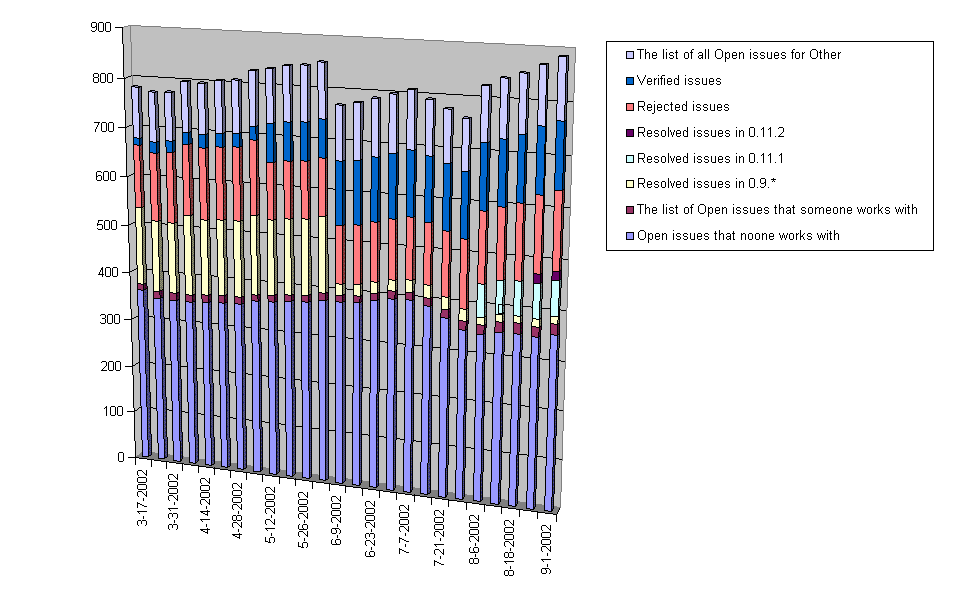 900
800
700
600
500
400
300
200
100
0
3-17-2002
3-31-2002
4-14-2002
4-28-2002
5-12-2002
5-26-2002
6-9-2002
6-23-2002
7-7-2002
7-21-2002
8-6-2002
8-18-2002
9-1-2002
The list of all Open issues for Other
Verified issues
Rejected issues
Resolved issues in 0.11.2
Resolved issues in 0.11.1
Resolved issues in 0.9.*
The list of Open issues that someone works with
Open issues that noone works with